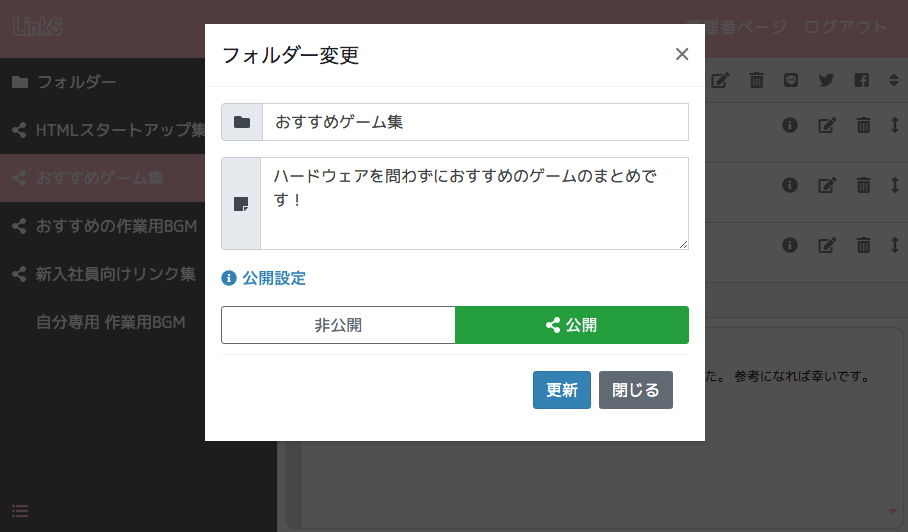 LinkS
管理者ページ ログアウト
フォルダー
HTMLスタートアップ集
おすすめゲーム集
おすすめの作業用BGM
新入社員向けリンク集
自分専用 作業用BGM
フォルダー変更
おすすめゲーム集
ハードウェアを問わずにおすすめのゲームのまとめで
す！
公開設定
非公開
公開
更新
閉じる
た。 参考になれば幸いです。